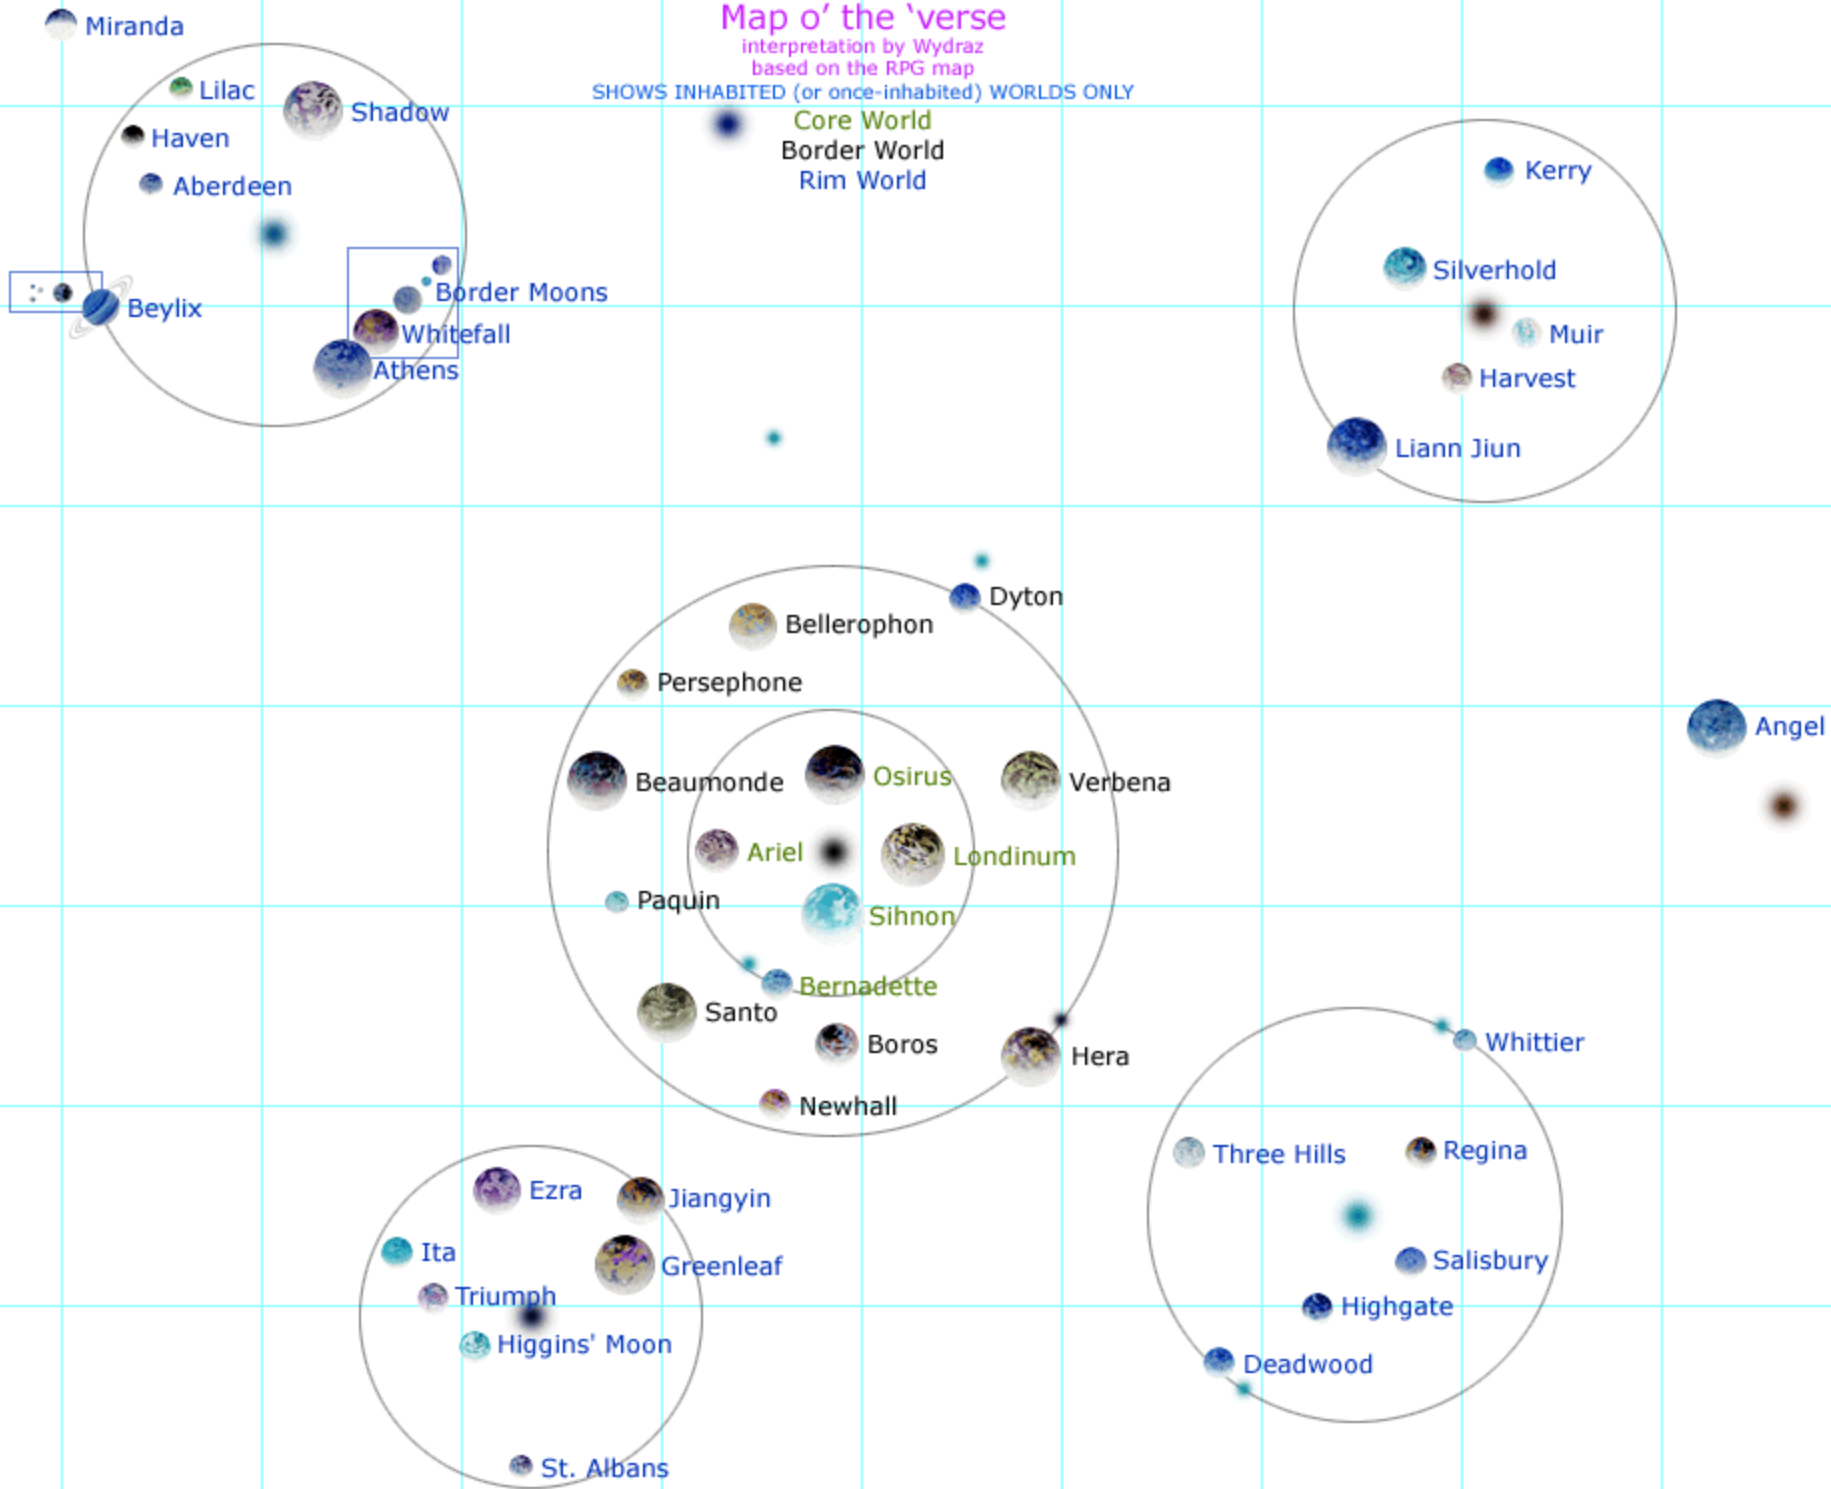 Map o’ the ‘verse
interpretation by Wydraz
based on the RPG map
SHOWS INHABITED (or once-inhabited) WORLDS ONLY
Core World
Border World
Rim World
Miranda
Lilac
Shadow
Haven
Aberdeen
Border Moons
Beylix
Whitefall
Athens
Kerry
Silverhold
Muir
Harvest
Liann Jiun
Dyton
Bellerophon
Persephone
Beaumonde
Osirus
Verbena
Ariel
Londinum
Paquin
Sihnon
Bernadette
Santo
Boros
Hera
Newhall
Angel
Whittier
Three Hills
Regina
Salisbury
Highgate
Deadwood
Ezra
Jiangyin
Ita
Greenleaf
Triumph
Higgins' Moon
St. Albans